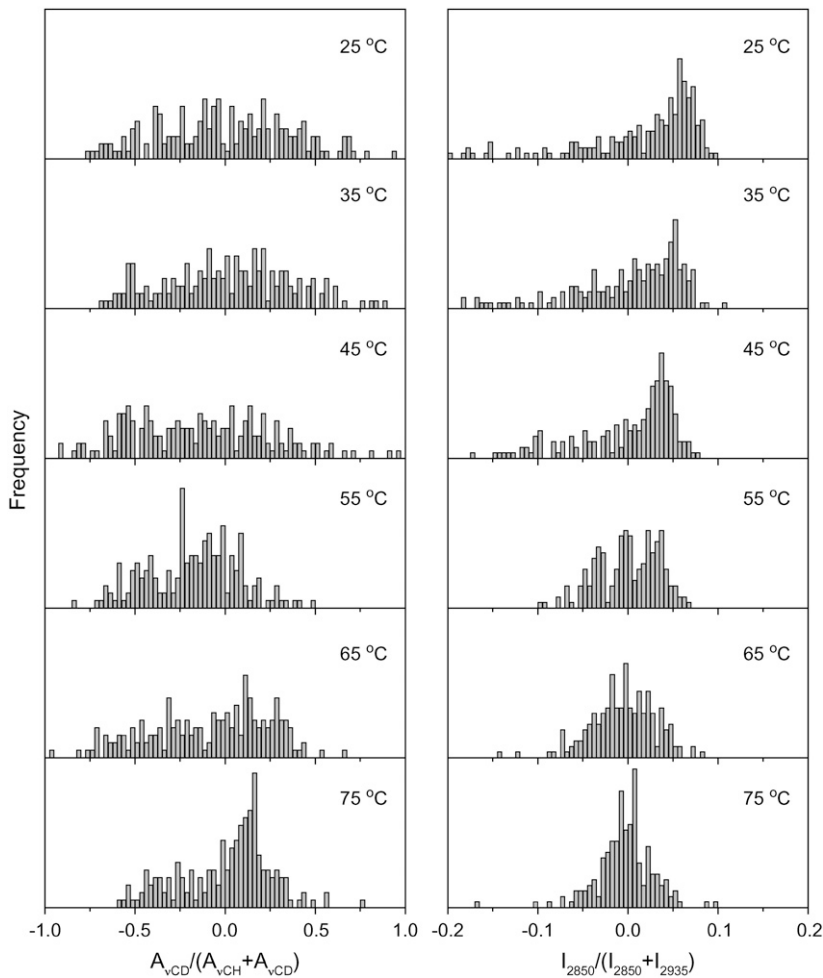 25 °C
25 °C
35 °C
35 °C
45 °C
45 °C
Frequency
55 °C
55 °C
65 °C
65 °C
75 °C
75 °C
-1.0 -0.5 0.0 0.5 1.0
-0.2 -0.1 0.0 0.1 0.2
AνCD/(AνCH+AνCD)
I2850/(I2850+I2935)